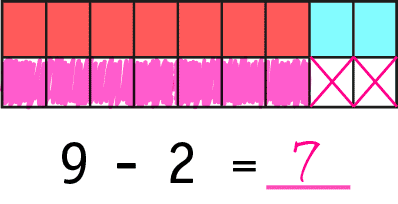 9 - 2 = 7